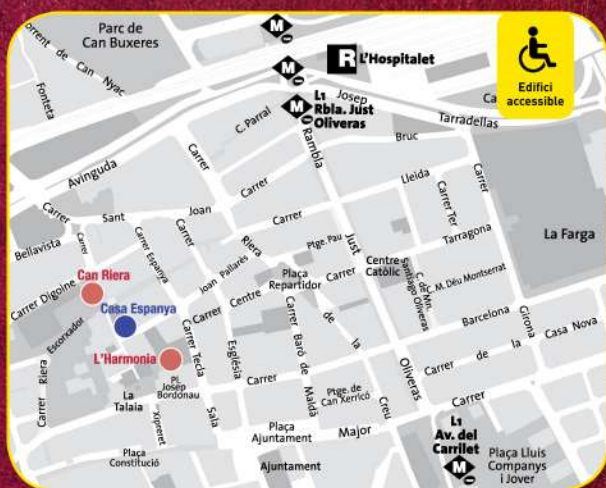 Parc de
Can Buxeres
Torrent de Can Nyac
Fonteta
M
M
M
R
L'Hospitalet
L1
Rbla. Just
Oliveras
Josep
Tarradellas
Edifici
accessible
C. Parral
Rambla
Bruc
Avinguda
Carrer
Carrer
Lleida
Carrer Ter
Carrer
La Farga
Carrer
Sant
Joan
Carrer
Carrer
Tarragona
Bellavista
Carrer
Carrer Espanya
Joan Pallarès
Riera
Ptge. Pau
Just
Centre
Catòlic
C. de Mn.
Santiago Oliveras
C. M. Déu Montserrat
Can Riera
Carrer Digoine
Plaça
Repartidor
Carrer
Casa Espanya
Carrer
Centre
de
la
Barcelona
Girona
Casa Nova
Escorxador
L'Harmonia
Carrer Tecla
Església
Carrer
Carrer Baró de
Maldà
Oliveras
Carrer
de
la
Carrer Riera
La
Talaia
Pl.
Josep
Bordonau
Sala
Ptge. de
Can Xerricó
Creu
Carrer
Xipreret
Plaça
Ajuntament
Major
L1
Av. del
Carrilet
M
Plaça
Constitució
Ajuntament
Plaça Lluis
Companys
i Jover